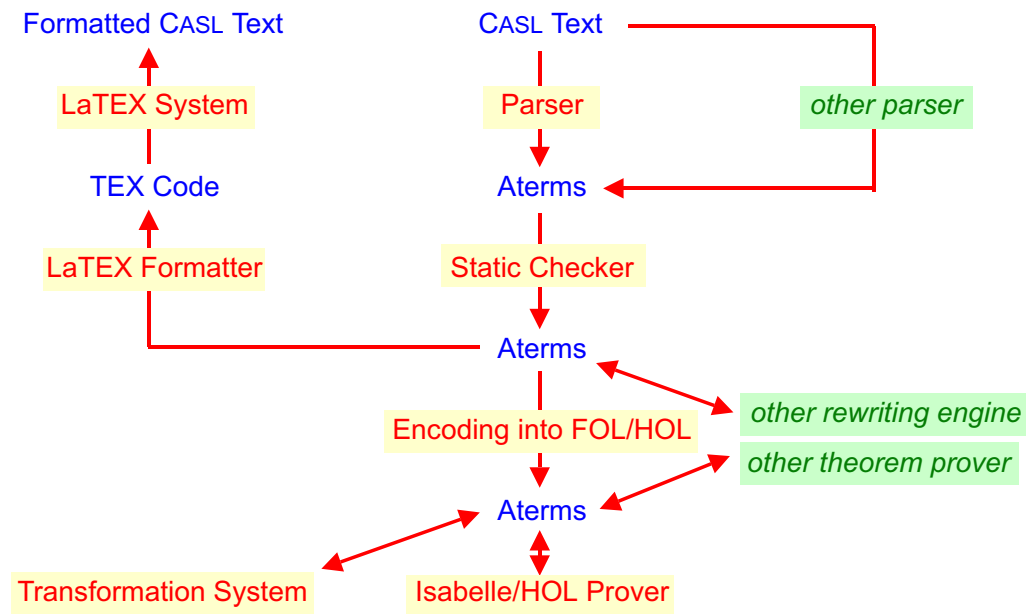 Formatted CASL Text
CASL Text
LaTEX System
Parser
other parser
TEX Code
Aterms
LaTEX Formatter
Static Checker
Aterms
other rewriting engine
Encoding into FOL/HOL
other theorem prover
Aterms
Transformation System
Isabelle/HOL Prover